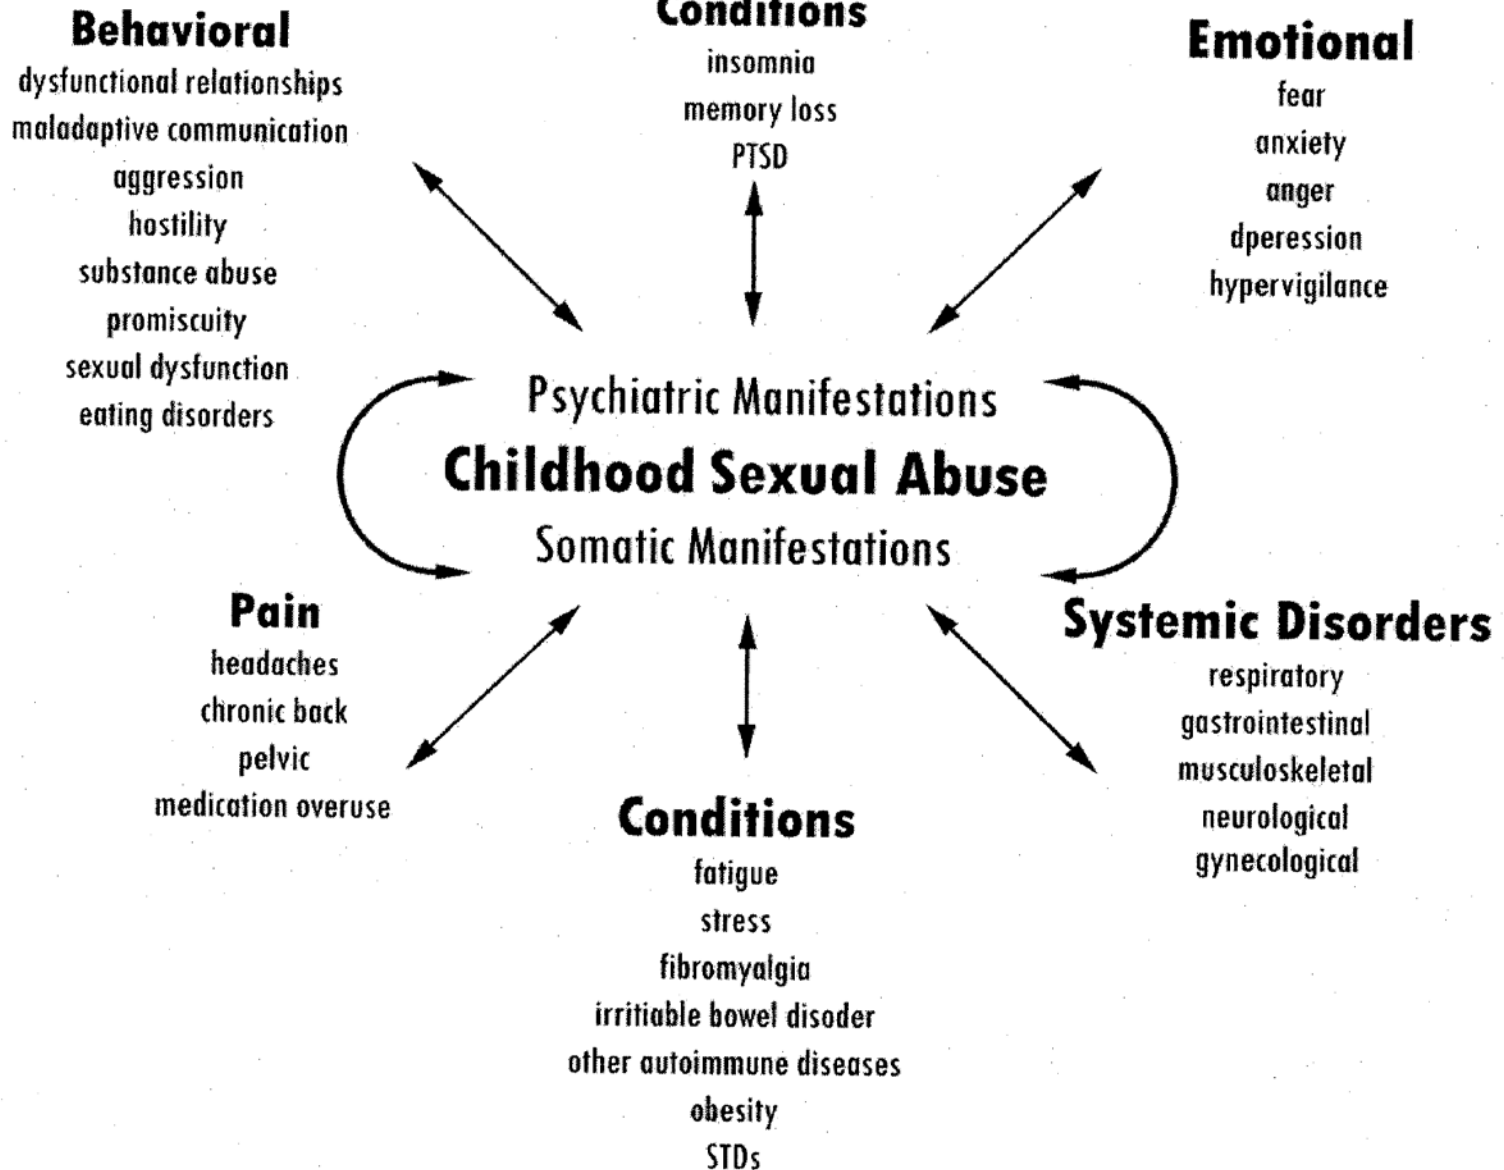 Behavioral
dysfunctional relationships
maladaptive communication
aggression
hostility
substance abuse
promiscuity
sexual dysfunction
eating disorders
Conditions
insomnia
memory loss
PTSD
Emotional
fear
anxiety
anger
dperession
hypervigilance
Psychiatric Manifestations
Childhood Sexual Abuse
Somatic Manifestations
Pain
headaches
chronic back
pelvic
medication overuse
Conditions
fatigue
stress
fibromyalgia
irritiable bowel disoder
other autoimmune diseases
obesity
STDs
Systemic Disorders
respiratory
gastrointestinal
musculoskeletal
neurological
gynecological